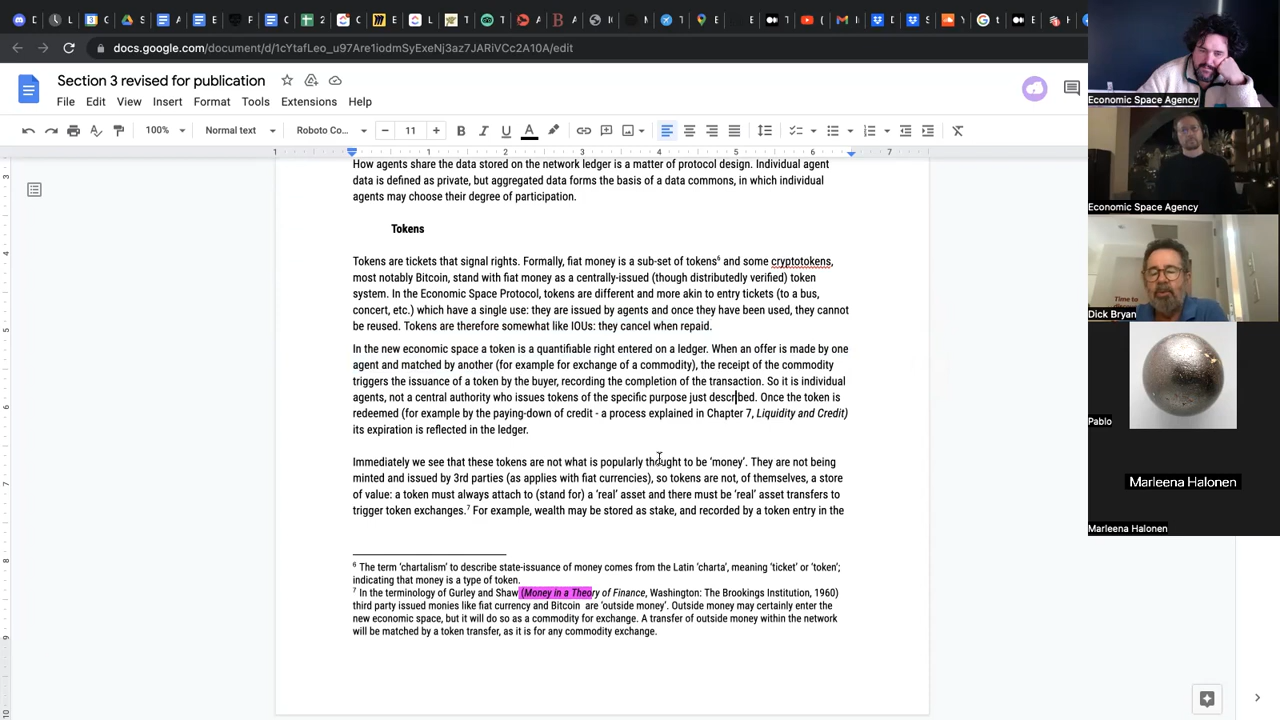 docs.google.com/document/d/1cYtafLeo_u97Are1iodmSyExeNj3az7JARiVCc2A10A/edit
Section 3 revised for publication
File Edit View Insert Format Tools Extensions Help
100% Normal text Roboto Co... 11
How agents share the data stored on the network ledger is a matter of protocol design. Individual agent
data is defined as private, but aggregated data forms the basis of a data commons, in which individual
agents may choose their degree of participation.
Tokens
Tokens are tickets that signal rights. Formally, fiat money is a sub-set of tokens⁶ and some cryptotokens,
most notably Bitcoin, stand with fiat money as a centrally-issued (though distributedly verified) token
system. In the Economic Space Protocol, tokens are different and more akin to entry tickets (to a bus,
concert, etc.) which have a single use: they are issued by agents and once they have been used, they cannot
be reused. Tokens are therefore somewhat like IOUs: they cancel when repaid.
In the new economic space a token is a quantifiable right entered on a ledger. When an offer is made by one
agent and matched by another (for example for exchange of a commodity), the receipt of the commodity
triggers the issuance of a token by the buyer, recording the completion of the transaction. So it is individual
agents, not a central authority who issues tokens of the specific purpose just described. Once the token is
redeemed (for example by the paying-down of credit - a process explained in Chapter 7, Liquidity and Credit)
its expiration is reflected in the ledger.
Immediately we see that these tokens are not what is popularly thought to be ‘money’. They are not being
minted and issued by 3rd parties (as applies with fiat currencies), so tokens are not, of themselves, a store
of value: a token must always attach to (stand for) a ‘real’ asset and there must be ‘real’ asset transfers to
trigger token exchanges.⁷ For example, wealth may be stored as stake, and recorded by a token entry in the
⁶ The term ‘chartalism’ to describe state-issuance of money comes from the Latin ‘charta’, meaning ‘ticket’ or ‘token’;
indicating that money is a type of token.
⁷ In the terminology of Gurley and Shaw (Money in a Theory of Finance, Washington: The Brookings Institution, 1960)
third party issued monies like fiat currency and Bitcoin are ‘outside money’. Outside money may certainly enter the
new economic space, but it will do so as a commodity for exchange. A transfer of outside money within the network
will be matched by a token transfer, as it is for any commodity exchange.
Economic Space Agency
Economic Space Agency
Time to
Dick Bryan
Pablo
Marleena Halonen
Marleena Halonen